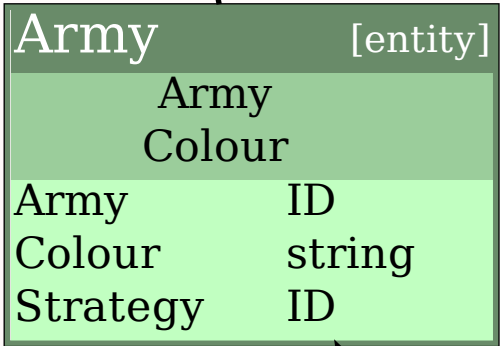 Army [entity]
Army
Colour
Army ID
Colour string
Strategy ID